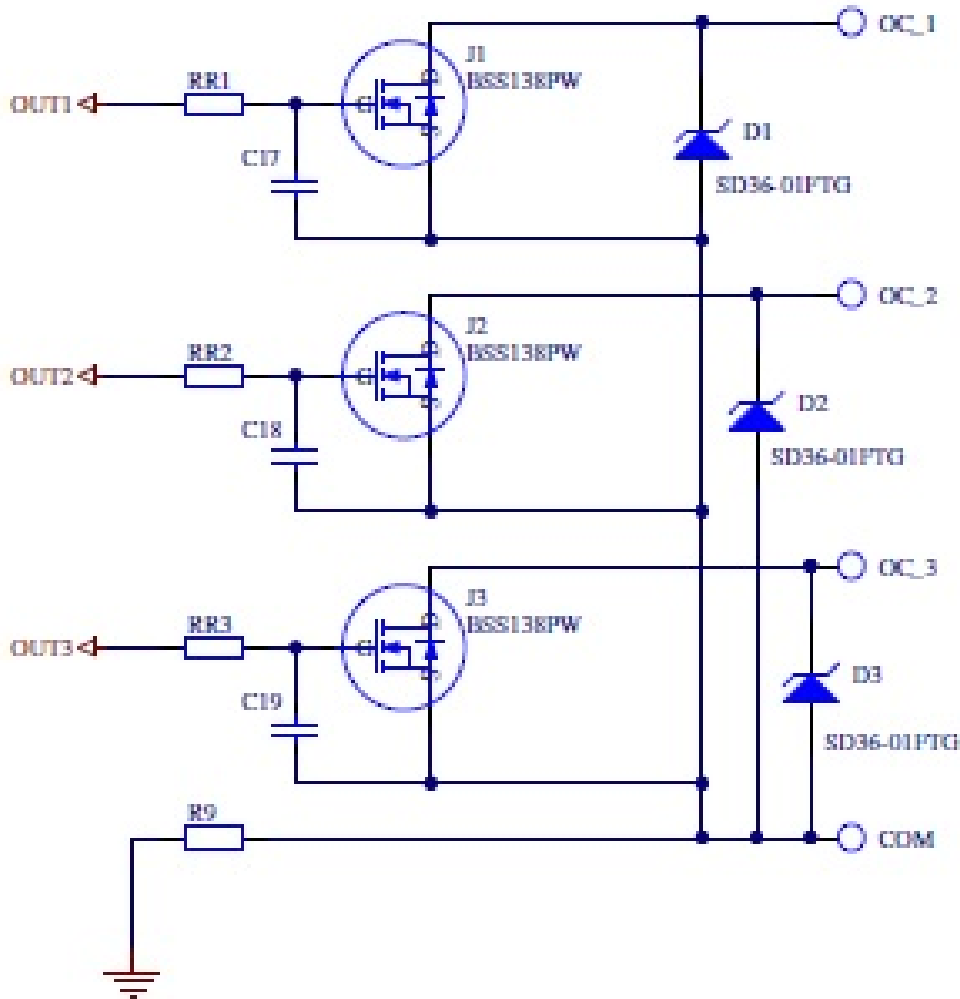 OC_1
J1
BSS138PW
RR1
OUT1
G
D
S
C17
D1
SD36-01FTG
OC_2
J2
BSS138PW
RR2
OUT2
G
D
S
C18
D2
SD36-01FTG
OC_3
J3
BSS138PW
RR3
OUT3
G
D
S
C19
D3
SD36-01FTG
R9
COM